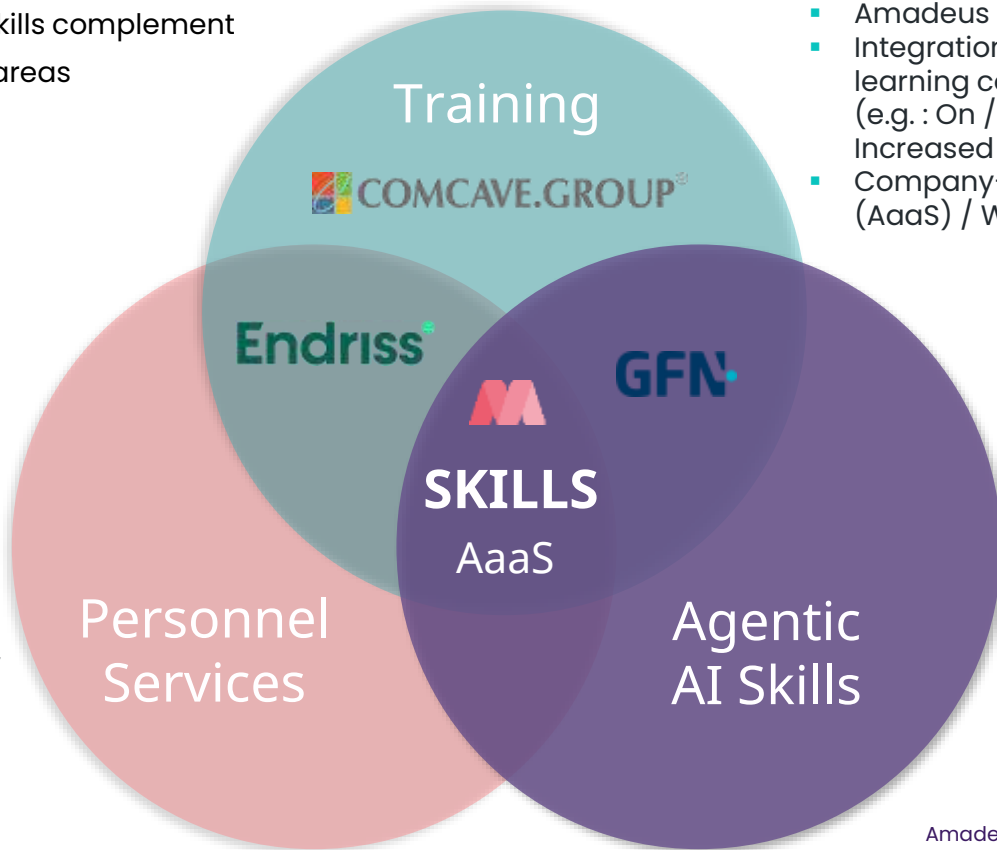 kills complement
areas
Amadeus
Integration
learning co
(e.g. : On /
Increased
Company-
(AaaS) / W
Training
COMCAVE.GROUP®
Endriss
GFN
SKILLS
AaaS
Personnel
Services
Agentic
AI Skills
Amade